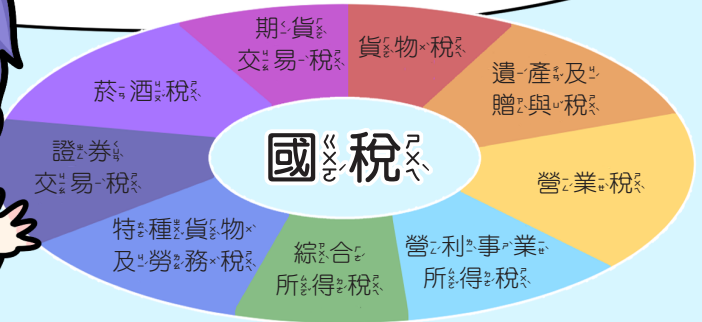 國稅
貨物稅
遺產及
贈與稅
營業稅
營利事業
所得稅
綜合
所得稅
特種貨物
及勞務稅
證券
交易稅
菸酒稅
期貨
交易稅